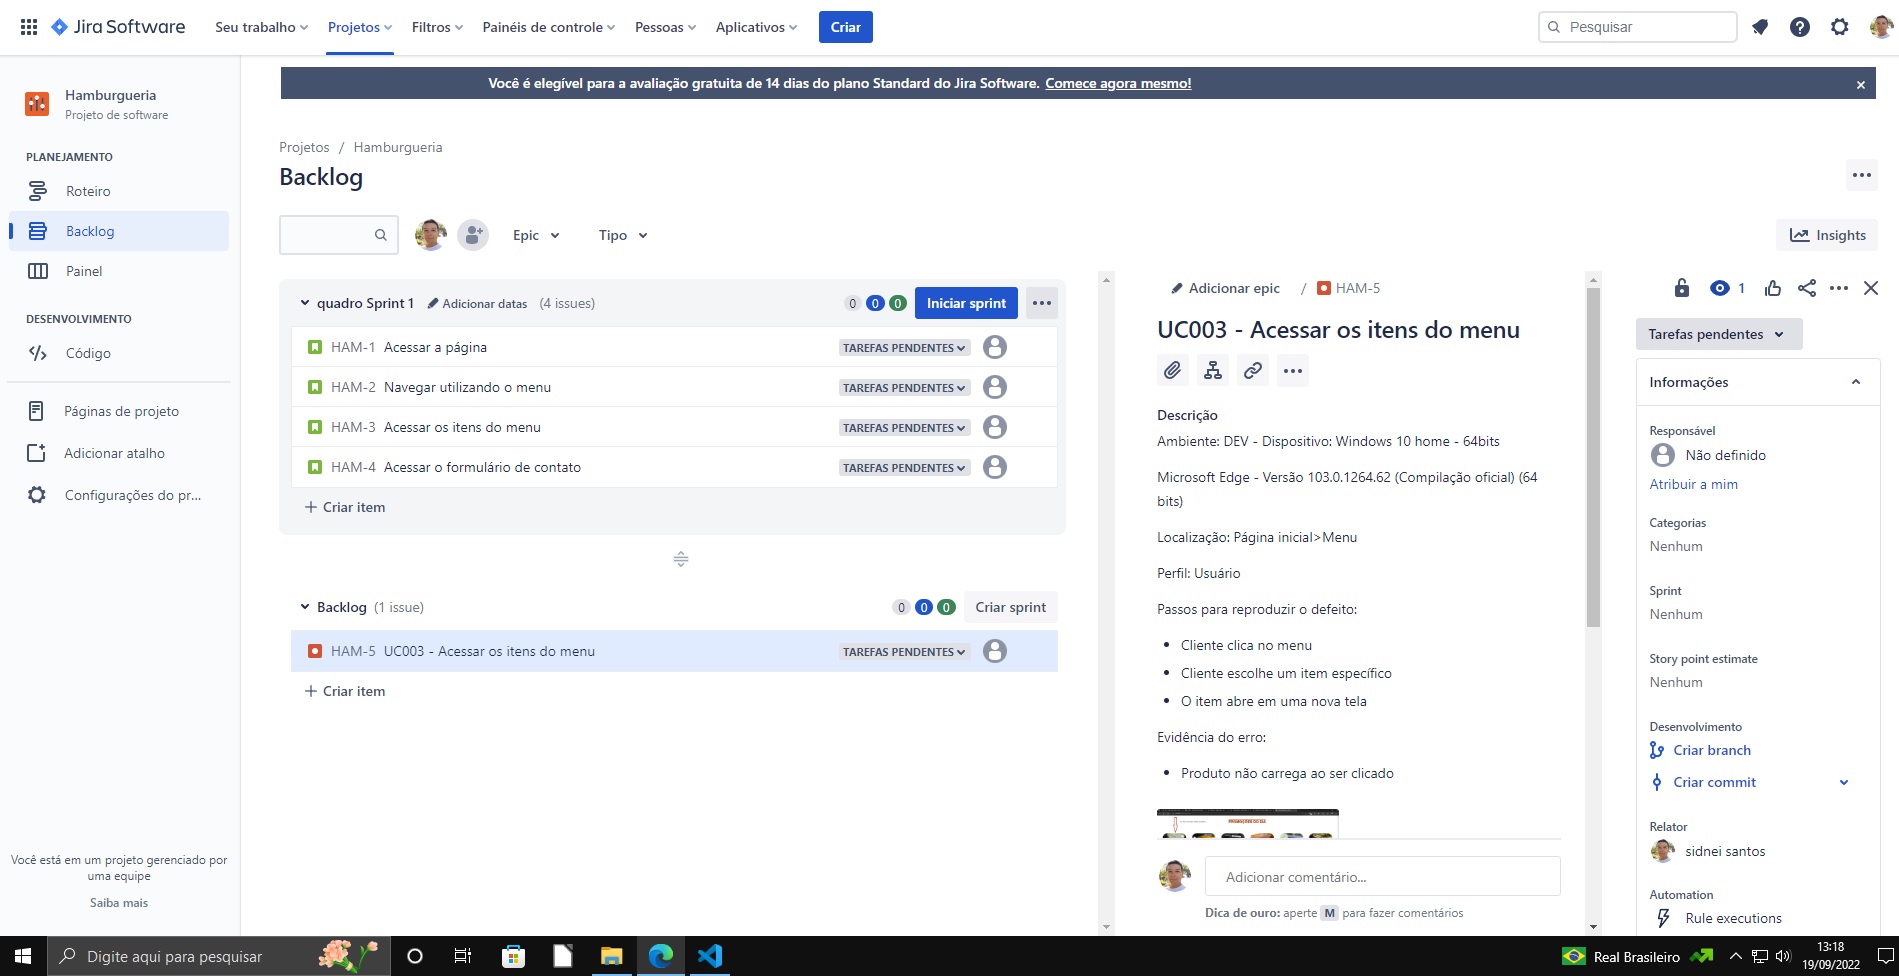 Jira Software Seu trabalho Projetos Filtros Painéis de controle Pessoas Aplicativos Criar Pesquisar
Você é elegível para a avaliação gratuita de 14 dias do plano Standard do Jira Software. Comece agora mesmo!
Hamburgueria
Projeto de software
PLANEJAMENTO
Roteiro
Backlog
Painel
DESENVOLVIMENTO
Código
Páginas de projeto
Adicionar atalho
Configurações do pr...
Você está em um projeto gerenciado por
uma equipe
Saiba mais
Projetos / Hamburgueria
Backlog
Epic Tipo Insights
quadro Sprint 1 Adicionar datas (4 issues) 0 0 0 Iniciar sprint
HAM-1 Acessar a página TAREFAS PENDENTES
HAM-2 Navegar utilizando o menu TAREFAS PENDENTES
HAM-3 Acessar os itens do menu TAREFAS PENDENTES
HAM-4 Acessar o formulário de contato TAREFAS PENDENTES
+ Criar item
Backlog (1 issue) 0 0 0 Criar sprint
HAM-5 UC003 - Acessar os itens do menu TAREFAS PENDENTES
+ Criar item
Adicionar epic / HAM-5
UC003 - Acessar os itens do menu
Descrição
Ambiente: DEV - Dispositivo: Windows 10 home - 64bits
Microsoft Edge - Versão 103.0.1264.62 (Compilação oficial) (64
bits)
Localização: Página inicial>Menu
Perfil: Usuário
Passos para reproduzir o defeito:
• Cliente clica no menu
• Cliente escolhe um item específico
• O item abre em uma nova tela
Evidência do erro:
• Produto não carrega ao ser clicado
PROMOÇÕES DO DIA
Adicionar comentário...
Dica de ouro: aperte M para fazer comentários
1
Tarefas pendentes
Informações
Responsável
Não definido
Atribuir a mim
Categorias
Nenhum
Sprint
Nenhum
Story point estimate
Nenhum
Desenvolvimento
Criar branch
Criar commit
Relator
sidnei santos
Automation
Rule executions
Digite aqui para pesquisar
Real Brasileiro
13:18
19/09/2022